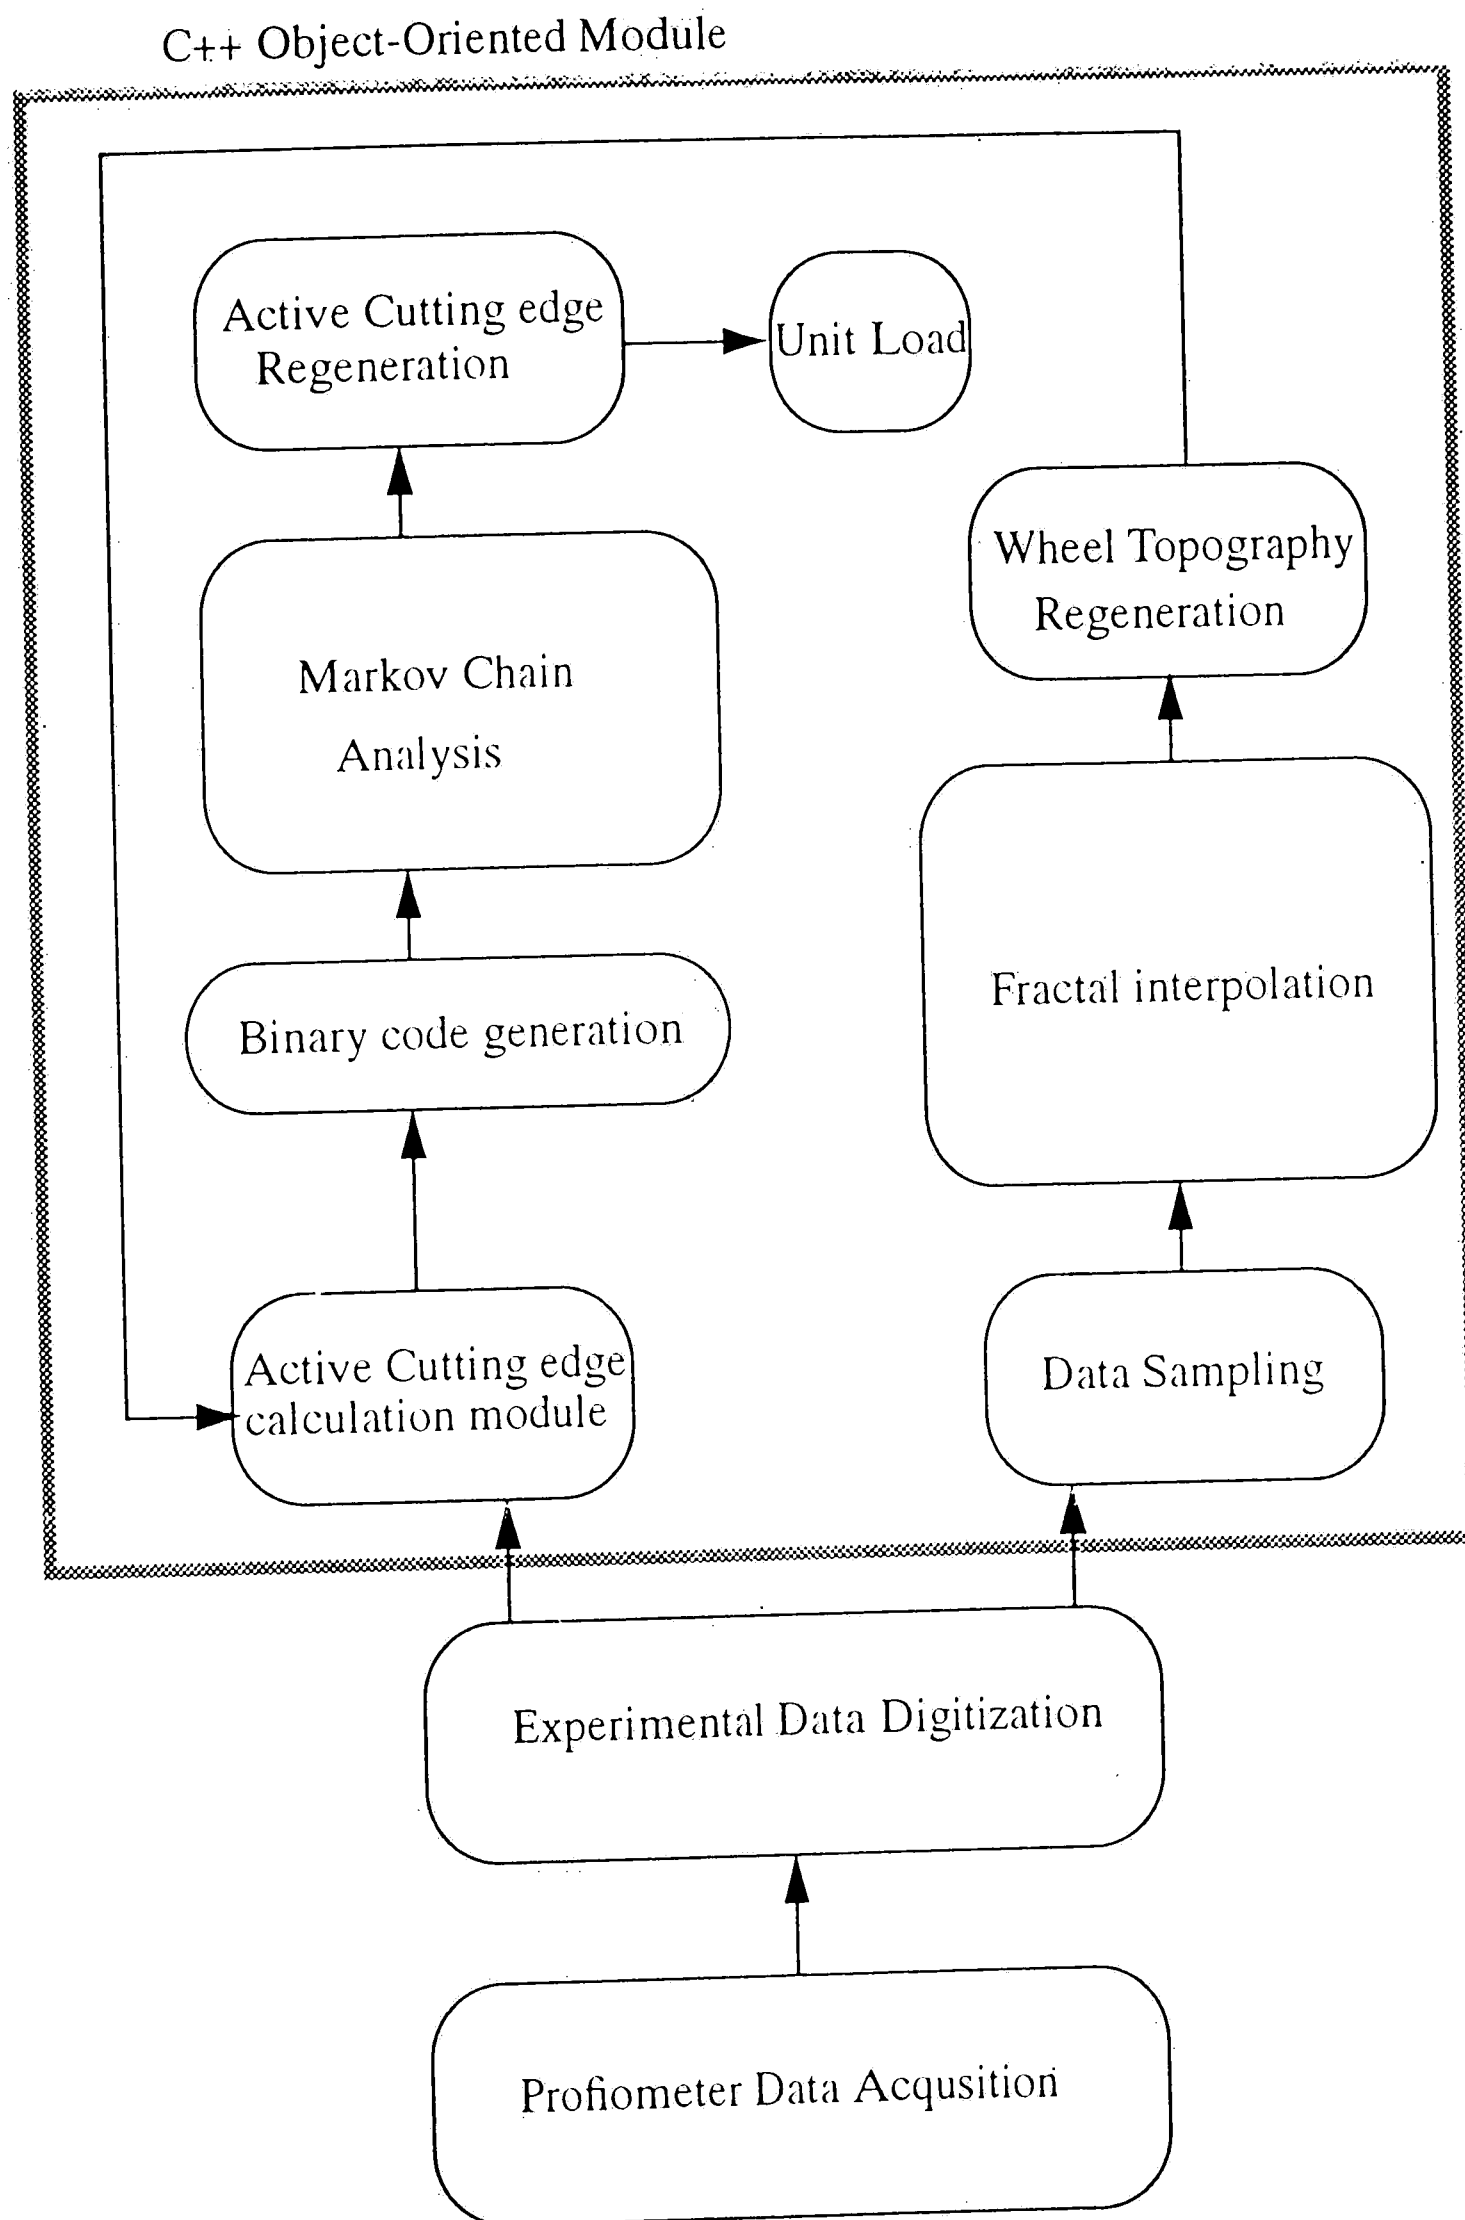 C++ Object-Oriented Module
Active Cutting edge
Regeneration
Unit Load
Wheel Topography
Regeneration
Markov Chain
Analysis
Fractal interpolation
Binary code generation
Active Cutting edge
calculation module
Data Sampling
Experimental Data Digitization
Profiometer Data Acqusition